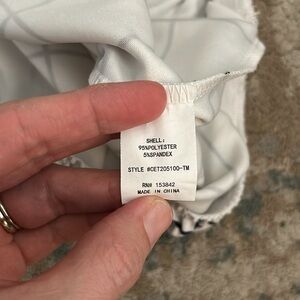 SHELL:
95%POLYESTER
5%SPANDEX
STYLE #CET205100-TM
RN# 153842
MADE IN CHINA